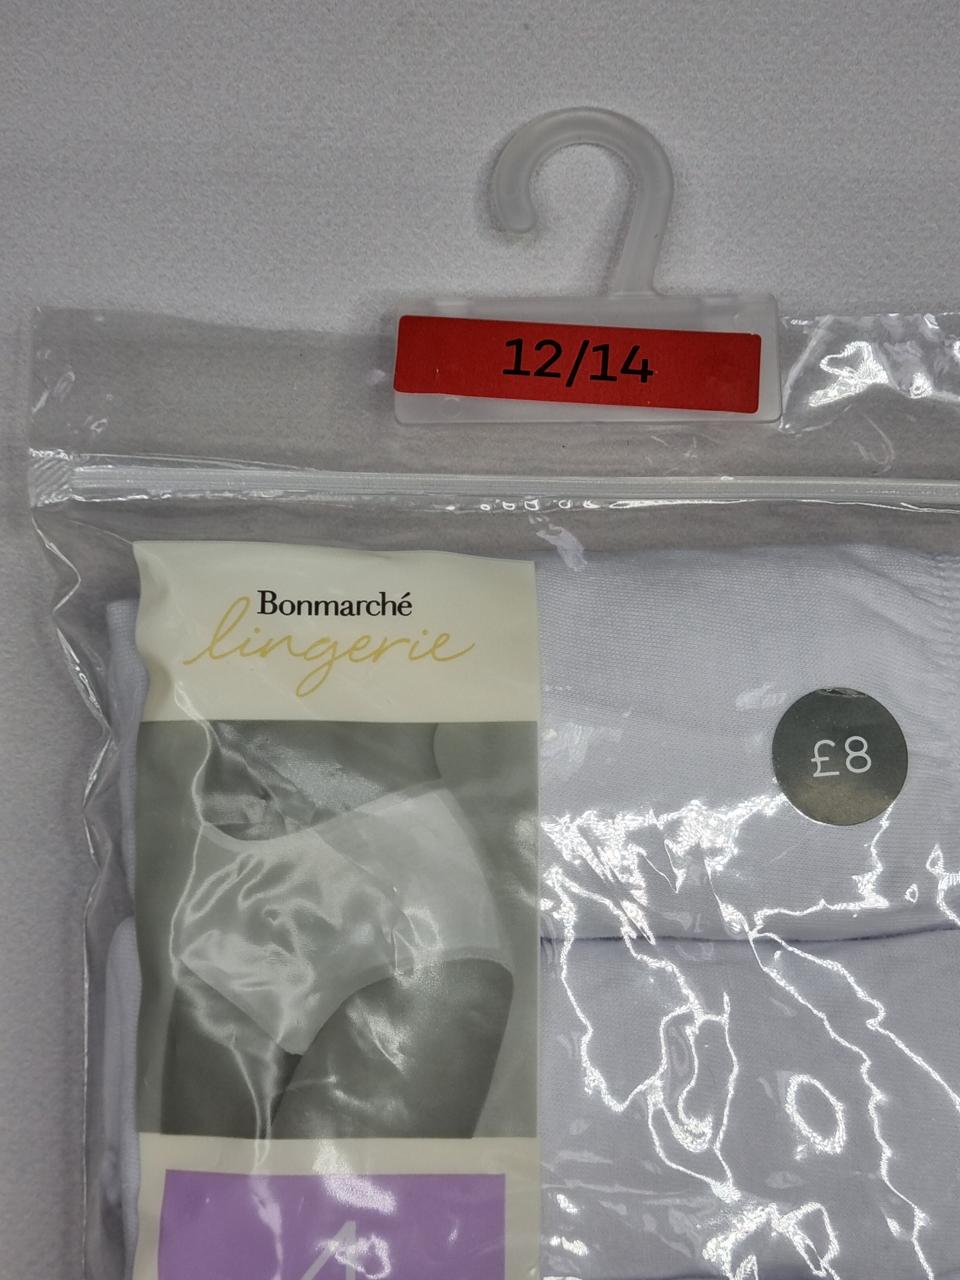 12/14
Bonmarché
lingerie
£8